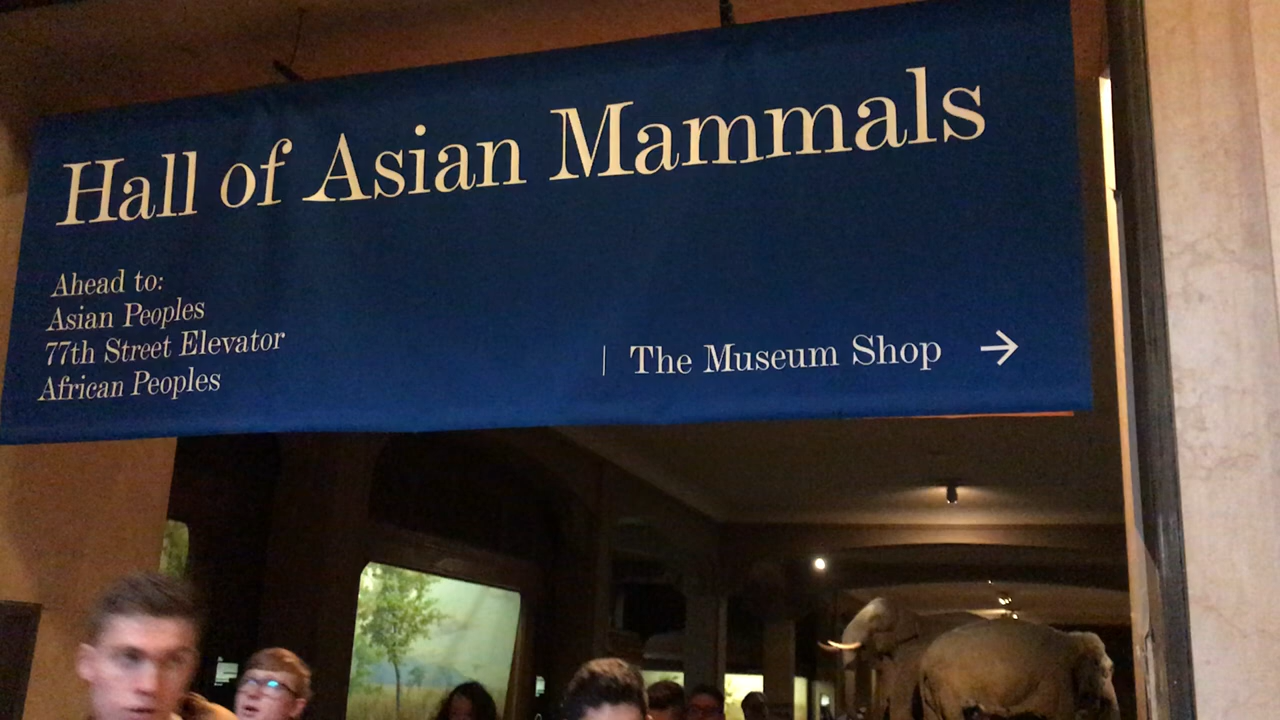 Hall of Asian Mammals
Ahead to:
Asian Peoples
77th Street Elevator
African Peoples
| The Museum Shop →